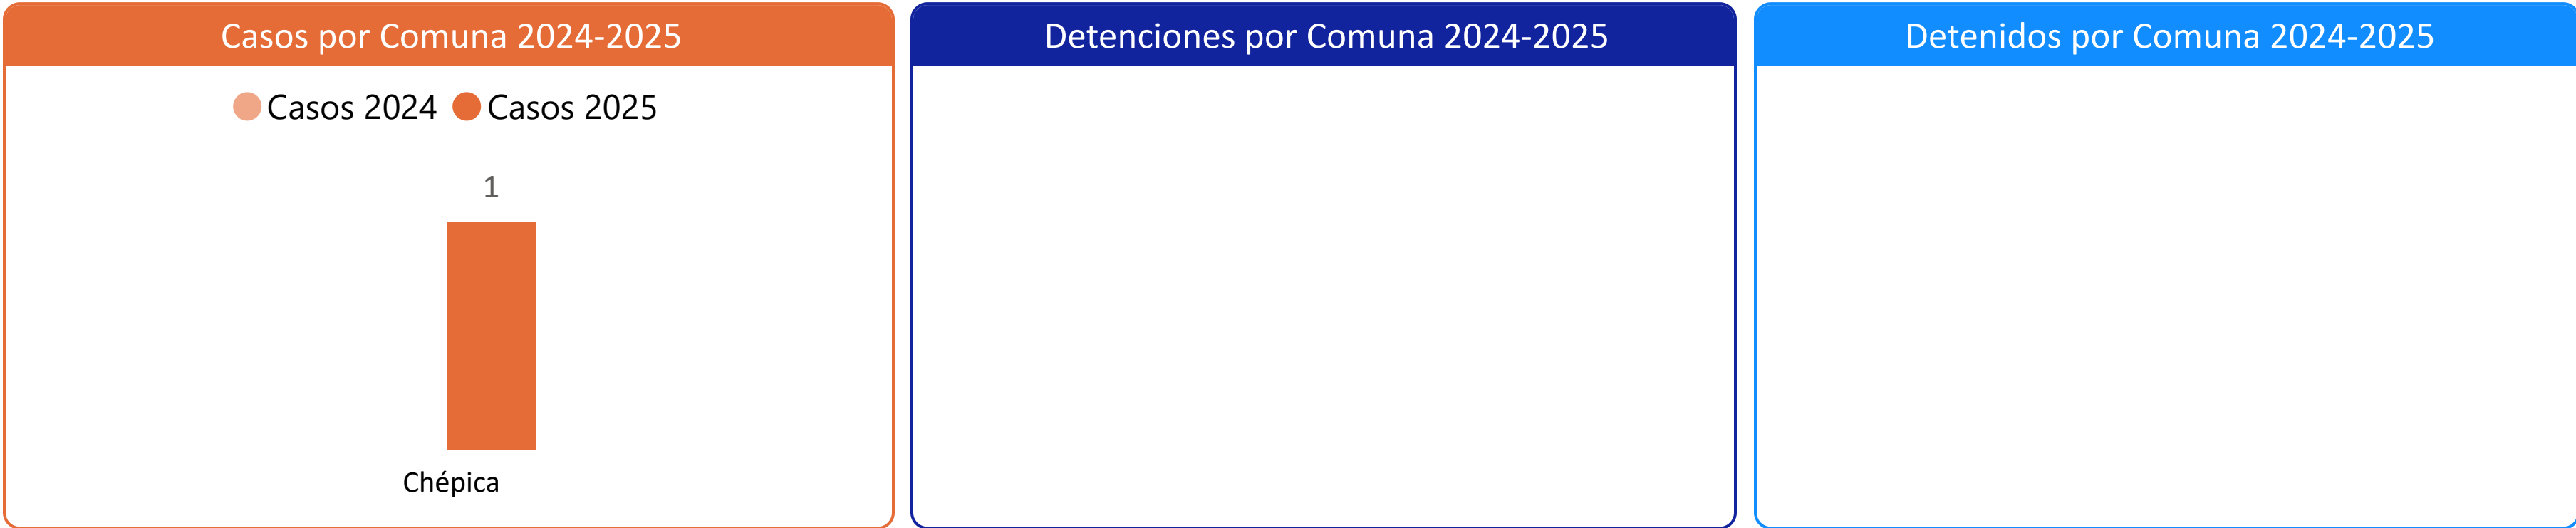 Casos por Comuna 2024-2025
Casos 2024 Casos 2025
1
Chépica
Detenciones por Comuna 2024-2025
Detenidos por Comuna 2024-2025